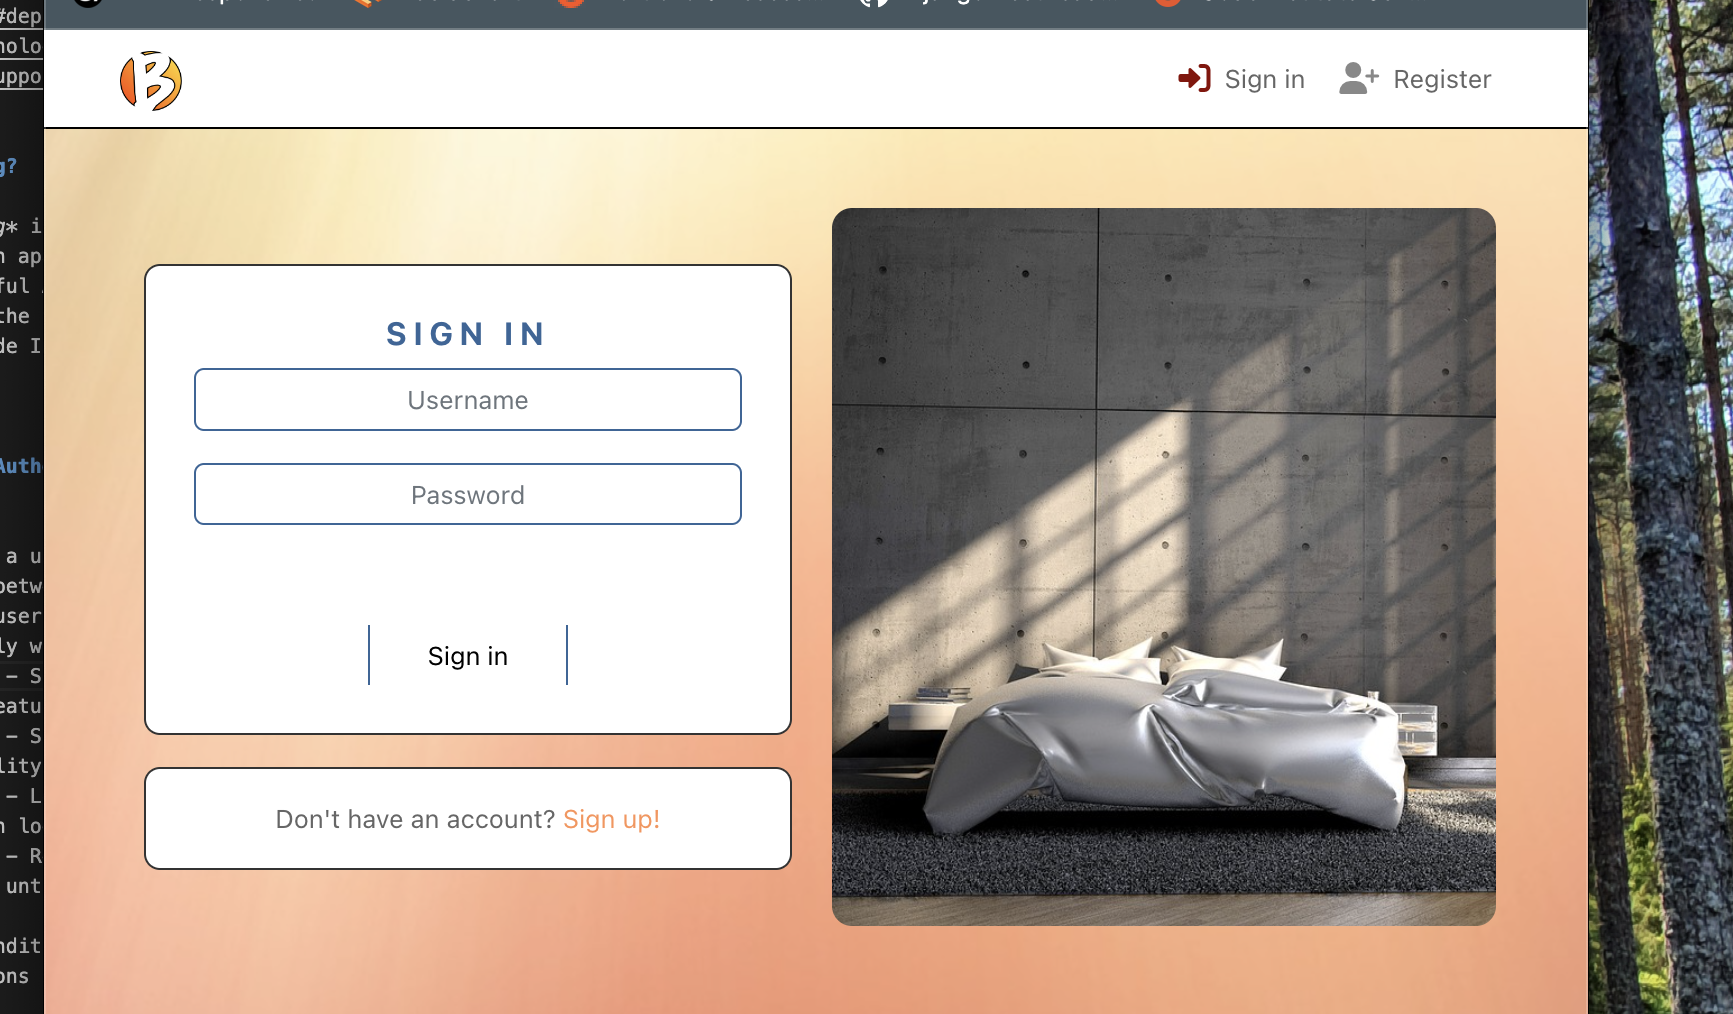 #dep
nolo
uppo
g?
g* i
n ap
ful
the
de I
Auth
a u
betw
user
ly w
- S
eatu
- S
lity
- L
n lo
- R
unt
ndit
ons
B
Sign in
Register
SIGN IN
Username
Password
Sign in
Don't have an account? Sign up!